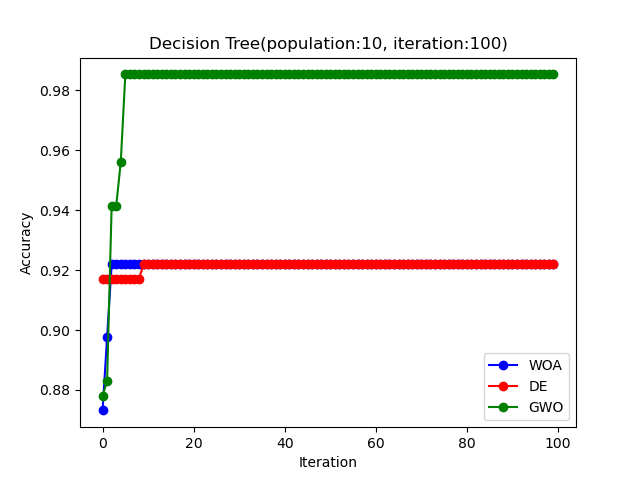 Decision Tree(population:10, iteration:100)
Accuracy
0.98
0.96
0.94
0.92
0.90
0.88
0
20
40
60
80
100
Iteration
WOA
DE
GWO